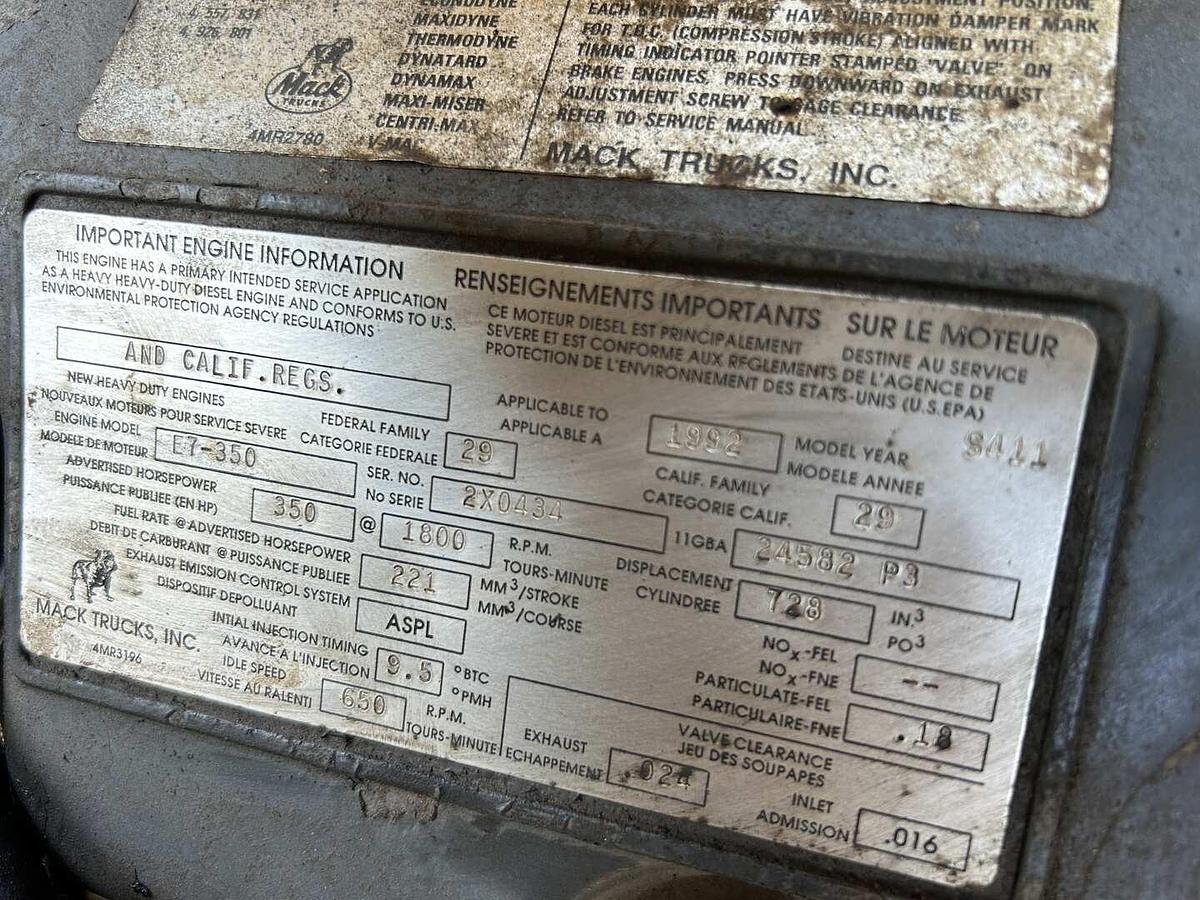 4,557,831
4,926,801
Mack
TRUCKS
4MR2780
ECONODYNE
MAXIDYNE
THERMODYNE
DYNATARD
DYNAMAX
MAXI-MISER
CENTRI-MAX
ADJUSTMENT POSITION.
EACH CYLINDER MUST HAVE VIBRATION DAMPER MARK
FOR T.D.C. (COMPRESSION STROKE) ALIGNED WITH
TIMING INDICATOR POINTER STAMPED "VALVE". ON
BRAKE ENGINES, PRESS DOWNWARD ON EXHAUST
ADJUSTMENT SCREW TO GAGE CLEARANCE.
REFER TO SERVICE MANUAL.
MACK TRUCKS, INC.
IMPORTANT ENGINE INFORMATION
THIS ENGINE HAS A PRIMARY INTENDED SERVICE APPLICATION
AS A HEAVY HEAVY-DUTY DIESEL ENGINE AND CONFORMS TO U.S.
ENVIRONMENTAL PROTECTION AGENCY REGULATIONS
AND CALIF.REGS.
RENSEIGNEMENTS IMPORTANTS SUR LE MOTEUR
CE MOTEUR DIESEL EST PRINCIPALEMENT DESTINE AU SERVICE
SEVERE ET EST CONFORME AUX REGLEMENTS DE L'AGENCE DE
PROTECTION DE L'ENVIRONNEMENT DES ETATS-UNIS (U.S.EPA)
NEW HEAVY DUTY ENGINES
NOUVEAUX MOTEURS POUR SERVICE SEVERE
FEDERAL FAMILY
CATEGORIE FEDERALE 29
APPLICABLE TO
APPLICABLE A 1992 MODEL YEAR
MODELE ANNEE S411
ENGINE MODEL
MODELE DE MOTEUR E7-350
SER. NO.
No SERIE 2X0434
CALIF. FAMILY
CATEGORIE CALIF. 29
ADVERTISED HORSEPOWER
PUISSANCE PUBLIEE (EN HP) 350 @ 1800 R.P.M.
TOURS-MINUTE
11GBA 24582 P3
FUEL RATE @ ADVERTISED HORSEPOWER
DEBIT DE CARBURANT @ PUISSANCE PUBLIEE 221 MM3/STROKE
MM3/COURSE
DISPLACEMENT
CYLINDREE 728 IN.3
PO3
EXHAUST EMISSION CONTROL SYSTEM
DISPOSITIF DEPOLLUANT ASPL
NOX-FEL
NOX-FNE --
MACK TRUCKS, INC.
4MR3196
INTIAL INJECTION TIMING
AVANCE A L'INJECTION 9.5 °BTC
°PMH
PARTICULATE-FEL
PARTICULAIRE-FNE .18
IDLE SPEED
VITESSE AU RALENTI 650 R.P.M.
TOURS-MINUTE
VALVE CLEARANCE
JEU DES SOUPAPES
EXHAUST
ECHAPPEMENT .024
INLET
ADMISSION .016